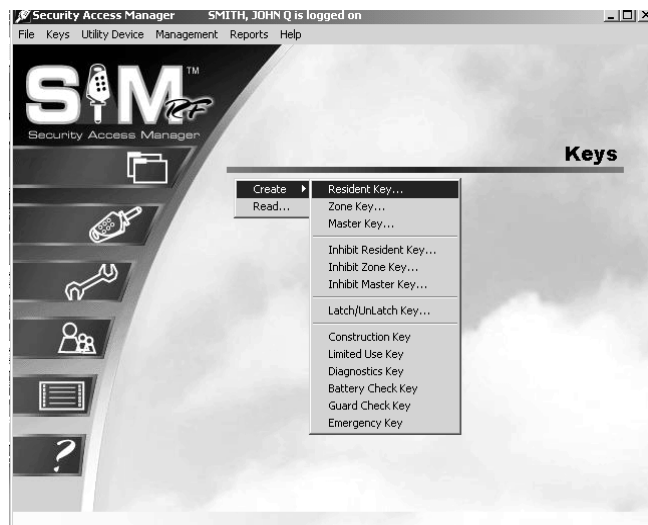 Security Access Manager SMITH, JOHN Q is logged on
File Keys Utility Device Management Reports Help
SAM TM
RF
Security Access Manager
Keys
Create
Read...
Resident Key...
Zone Key...
Master Key...
Inhibit Resident Key...
Inhibit Zone Key...
Inhibit Master Key...
Latch/UnLatch Key...
Construction Key
Limited Use Key
Diagnostics Key
Battery Check Key
Guard Check Key
Emergency Key
?